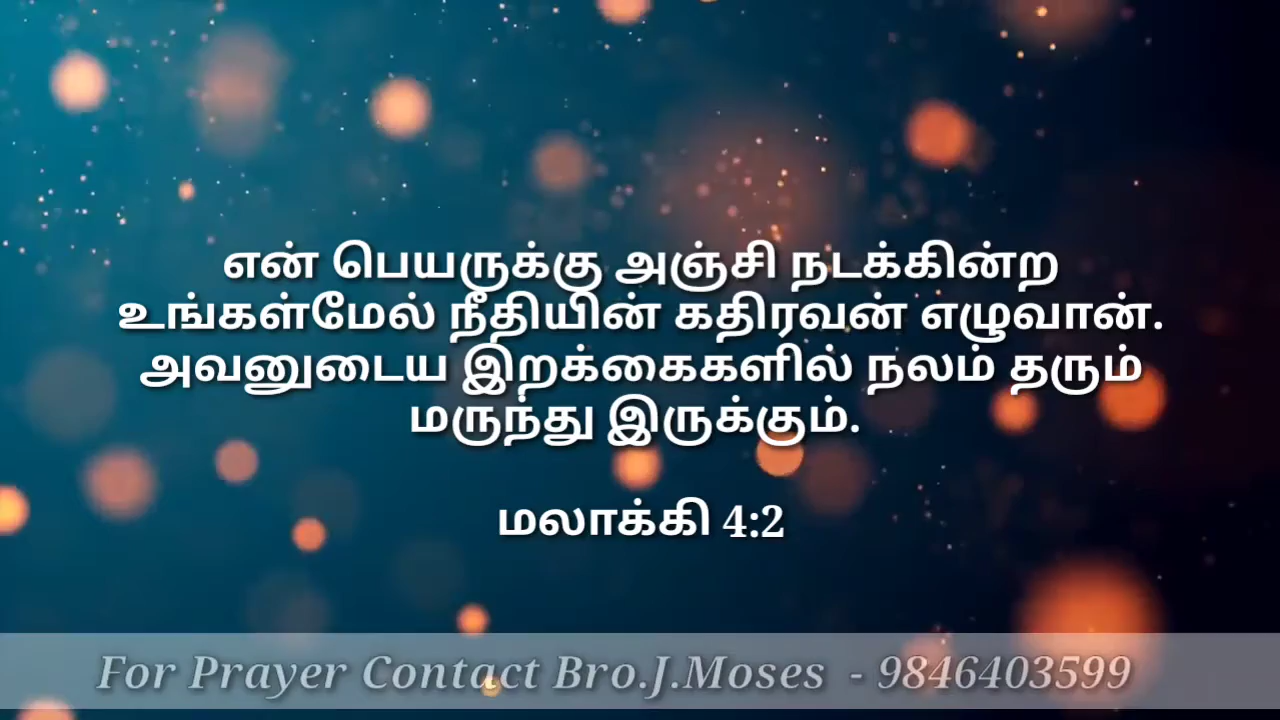 என் பெயருக்கு அஞ்சி நடக்கின்ற
உங்கள்மேல் நீதியின் கதிரவன் எழுவான்.
அவனுடைய இறக்கைகளில் நலம் தரும்
மருந்து இருக்கும்.
மலாக்கி 4:2
For Prayer Contact Bro.J.Moses - 9846403599